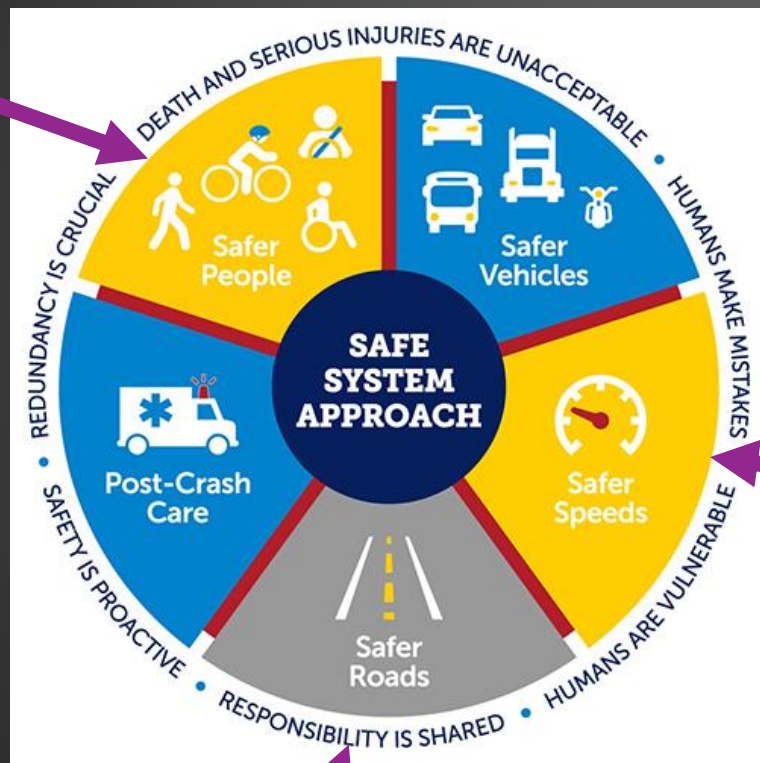 DEATH AND SERIOUS INJURIES ARE UNACCEPTABLE
HUMANS MAKE MISTAKES
HUMANS ARE VULNERABLE
RESPONSIBILITY IS SHARED
SAFETY IS PROACTIVE
REDUNDANCY IS CRUCIAL
Safer
People
Safer
Vehicles
SAFE
SYSTEM
APPROACH
Post-Crash
Care
Safer
Speeds
Safer
Roads